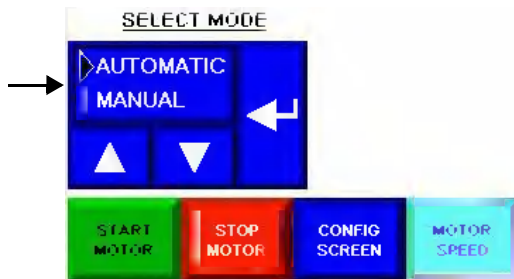 SELECT MODE
AUTOMATIC
MANUAL
START
MOTOR
STOP
MOTOR
CONFIG
SCREEN
MOTOR
SPEED